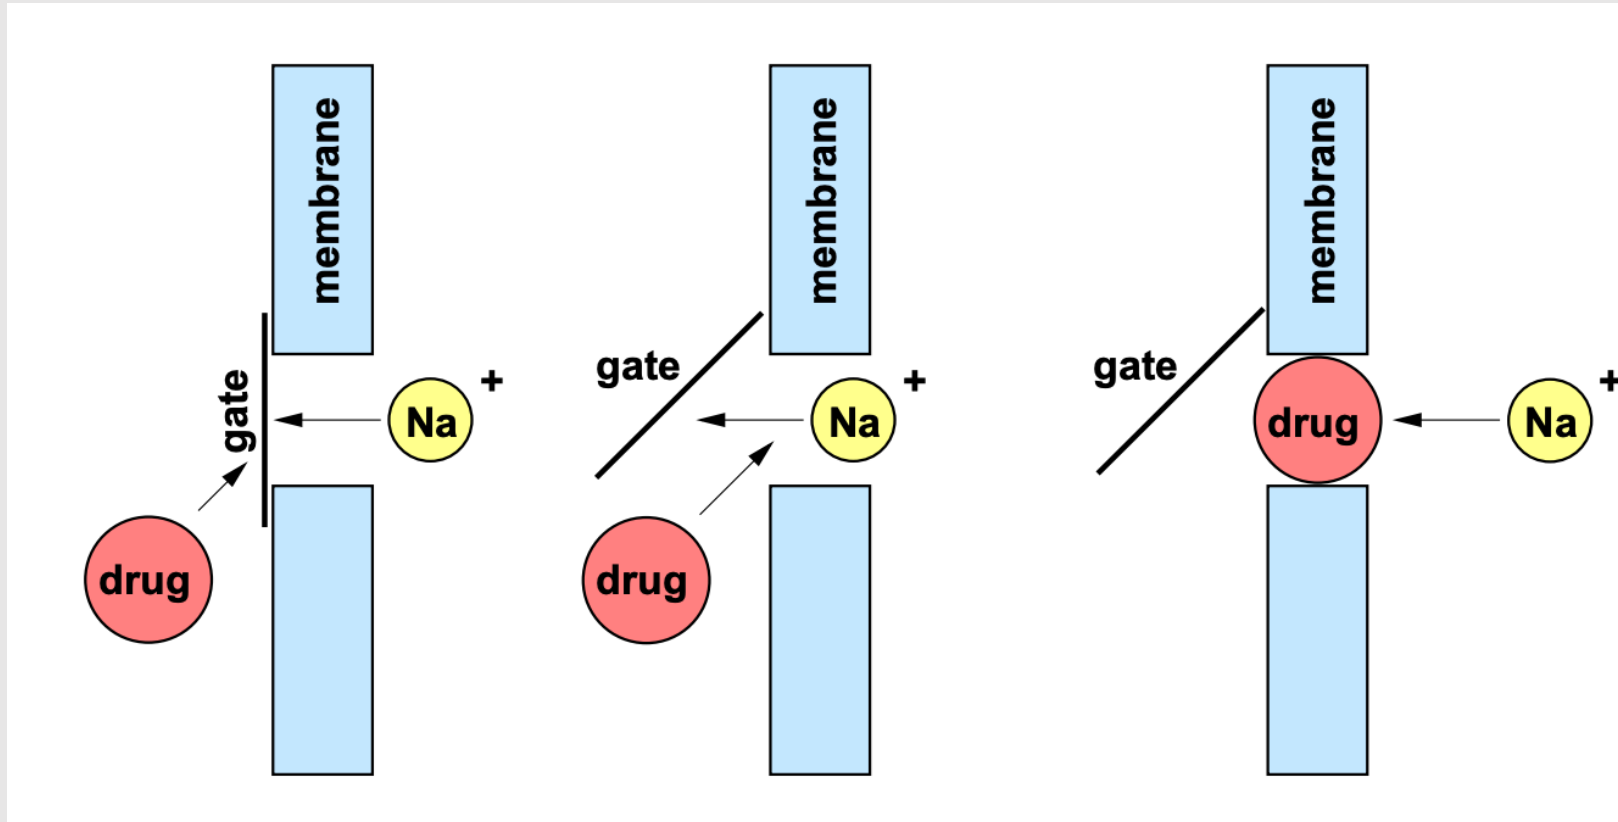 membrane
gate
Na
+
drug
membrane
gate
Na
+
drug
membrane
gate
drug
Na
+